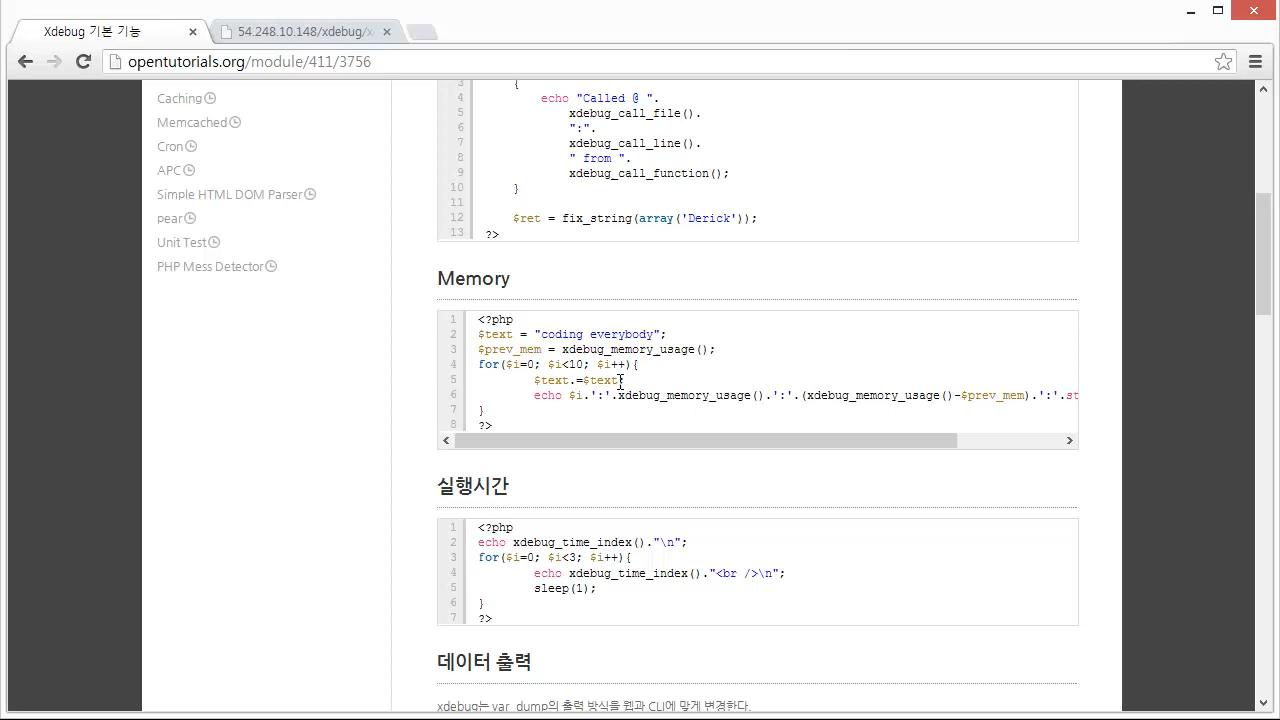 Xdebug 기본 기능
54.248.10.148/xdebug/x
opentutorials.org/module/411/3756
Caching
Memcached
Cron
APC
Simple HTML DOM Parser
pear
Unit Test
PHP Mess Detector
3 {
4 echo "Called @ ".
5 xdebug_call_file().
6 ":".
7 xdebug_call_line().
8 " from ".
9 xdebug_call_function();
10 }
11
12 $ret = fix_string(array('Derick'));
13 ?>
Memory
1 <?php
2 $text = "coding everybody";
3 $prev_mem = xdebug_memory_usage();
4 for($i=0; $i<10; $i++){
5 $text.=$text;
6 echo $i.':'.xdebug_memory_usage().':'.(xdebug_memory_usage()-$prev_mem).':'.st
7 }
8 ?>
실행시간
1 <?php
2 echo xdebug_time_index()."\n";
3 for($i=0; $i<3; $i++){
4 echo xdebug_time_index()."<br />\n";
5 sleep(1);
6 }
7 ?>
데이터 출력
xdebug는 var_dump의 출력 방식을 웹과 CLI에 맞게 변경한다.